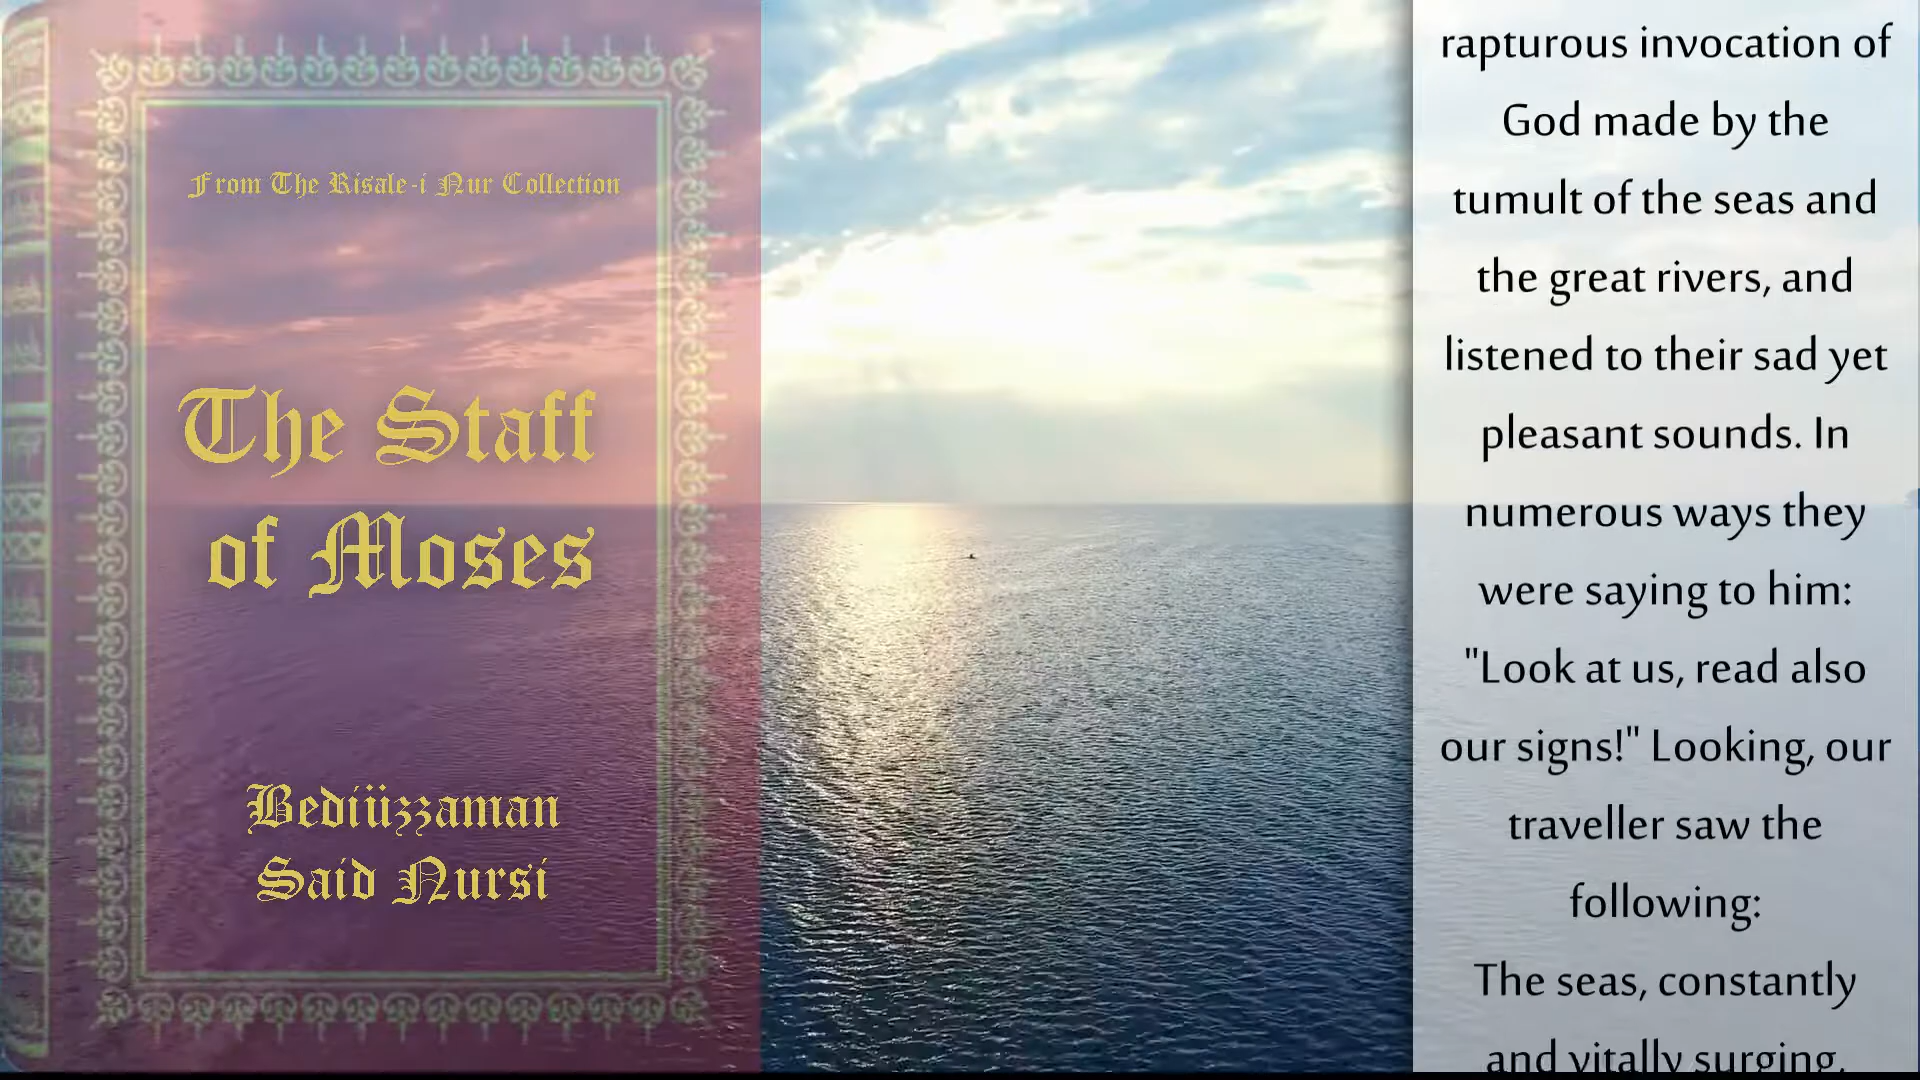 From The Risale-i Nur Collection
The Staff
of Moses
Bediüzzaman
Said Nursi
rapturous invocation of
God made by the
tumult of the seas and
the great rivers, and
listened to their sad yet
pleasant sounds. In
numerous ways they
were saying to him:
"Look at us, read also
our signs!" Looking, our
traveller saw the
following:
The seas, constantly
and vitally surging,